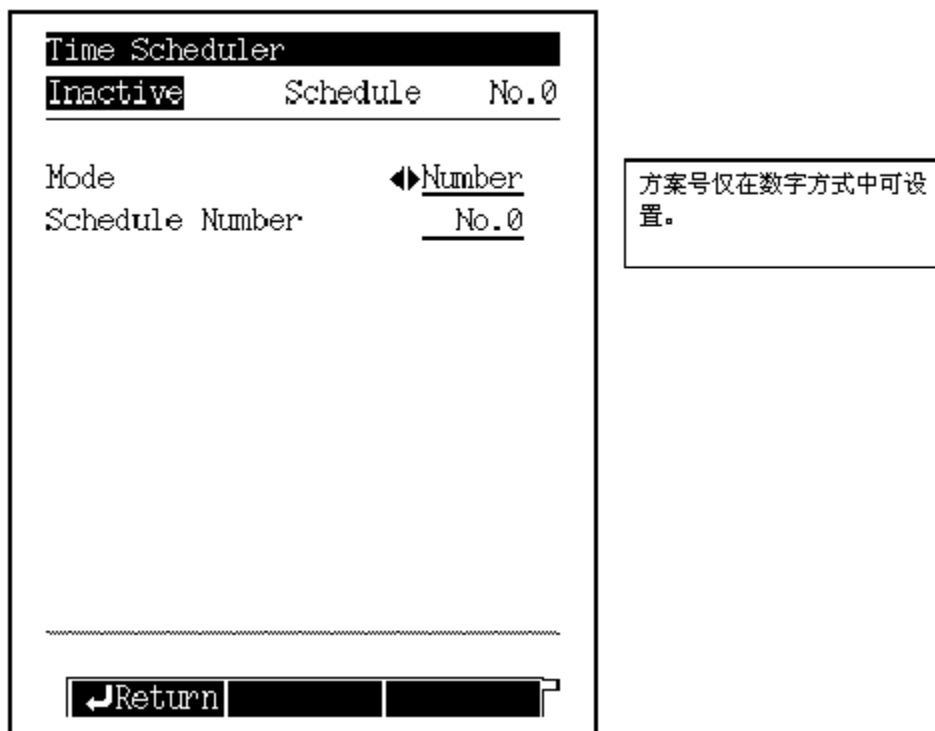 Time Scheduler
Inactive Schedule No.0
Mode Number
Schedule Number No.0
方案号仅在数字方式中可设
置。
Return